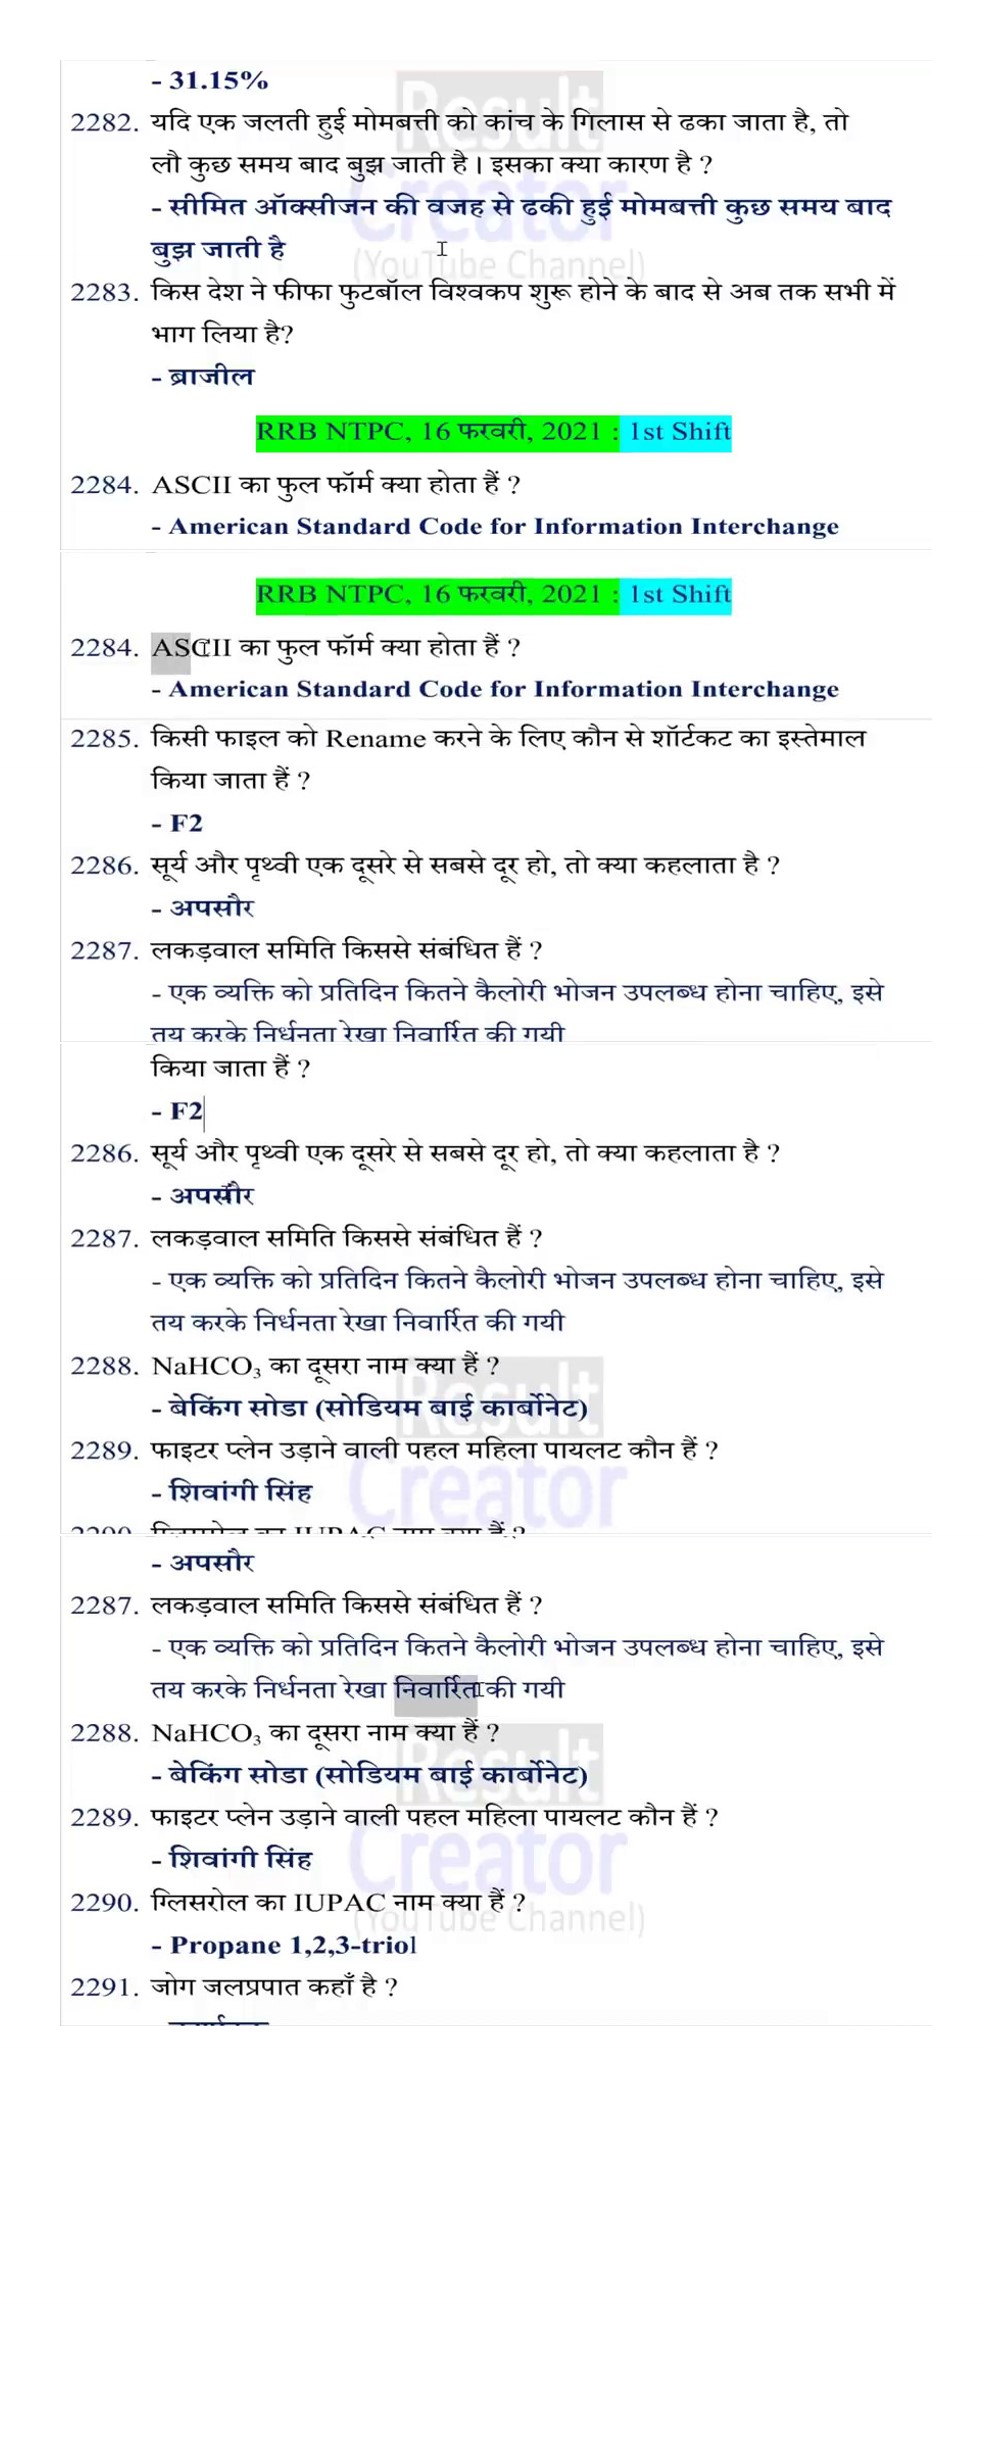 - 31.15%
2282. यदि एक जलती हुई मोमबत्ती को कांच के गिलास से ढका जाता है, तो
लौ कुछ समय बाद बुझ जाती है। इसका क्या कारण है ?
- सीमित ऑक्सीजन की वजह से ढकी हुई मोमबत्ती कुछ समय बाद
बुझ जाती है
Result
Creator
(YouTube Channel)
2283. किस देश ने फीफा फुटबॉल विश्वकप शुरू होने के बाद से अब तक सभी में
भाग लिया है?
- ब्राजील
RRB NTPC, 16 फरवरी, 2021 : 1st Shift
2284. ASCII का फुल फॉर्म क्या होता हैं ?
- American Standard Code for Information Interchange
RRB NTPC, 16 फरवरी, 2021 : 1st Shift
2284. ASCII का फुल फॉर्म क्या होता हैं ?
- American Standard Code for Information Interchange
2285. किसी फाइल को Rename करने के लिए कौन से शॉर्टकट का इस्तेमाल
किया जाता हैं ?
- F2
2286. सूर्य और पृथ्वी एक दूसरे से सबसे दूर हो, तो क्या कहलाता है ?
- अपसौर
2287. लकड़वाल समिति किससे संबंधित हैं ?
- एक व्यक्ति को प्रतिदिन कितने कैलोरी भोजन उपलब्ध होना चाहिए, इसे
तय करके निर्धनता रेखा निवार्रित की गयी
किया जाता हैं ?
- F2
2286. सूर्य और पृथ्वी एक दूसरे से सबसे दूर हो, तो क्या कहलाता है ?
- अपसौर
2287. लकड़वाल समिति किससे संबंधित हैं ?
- एक व्यक्ति को प्रतिदिन कितने कैलोरी भोजन उपलब्ध होना चाहिए, इसे
तय करके निर्धनता रेखा निवार्रित की गयी
2288. NaHCO₃ का दूसरा नाम क्या हैं ?
- बेकिंग सोडा (सोडियम बाई कार्बोनेट)
2289. फाइटर प्लेन उड़ाने वाली पहल महिला पायलट कौन हैं ?
- शिवांगी सिंह
Result
Creator
- अपसौर
2287. लकड़वाल समिति किससे संबंधित हैं ?
- एक व्यक्ति को प्रतिदिन कितने कैलोरी भोजन उपलब्ध होना चाहिए, इसे
तय करके निर्धनता रेखा निवार्रित की गयी
2288. NaHCO₃ का दूसरा नाम क्या हैं ?
- बेकिंग सोडा (सोडियम बाई कार्बोनेट)
2289. फाइटर प्लेन उड़ाने वाली पहल महिला पायलट कौन हैं ?
- शिवांगी सिंह
Result
Creator
(YouTube Channel)
2290. ग्लिसरोल का IUPAC नाम क्या हैं ?
- Propane 1,2,3-triol
2291. जोग जलप्रपात कहाँ है ?